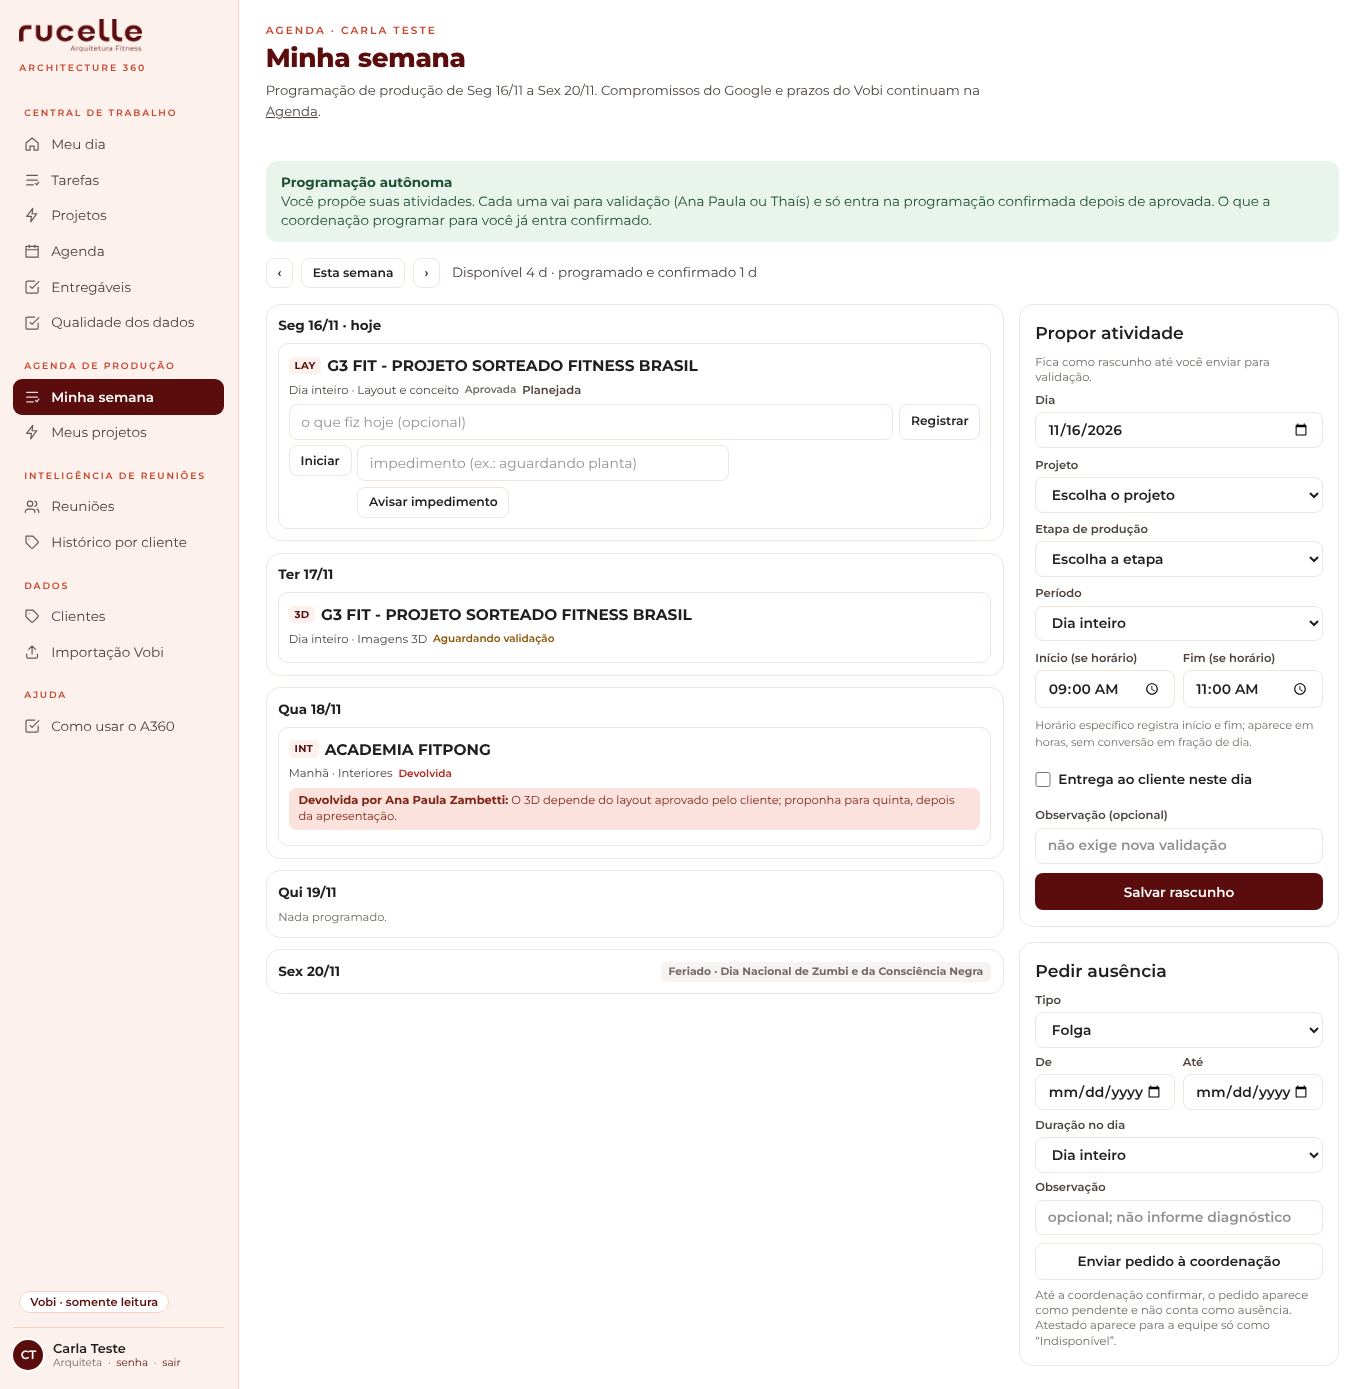 rucelle
Arquitetura Fitness
ARCHITECTURE 360
CENTRAL DE TRABALHO
Meu dia
Tarefas
Projetos
Agenda
Entregáveis
Qualidade dos dados
AGENDA DE PRODUÇÃO
Minha semana
Meus projetos
INTELIGÊNCIA DE REUNIÕES
Reuniões
Histórico por cliente
DADOS
Clientes
Importação Vobi
AJUDA
Como usar o A360
Vobi · somente leitura
CT
Carla Teste
Arquiteta · senha · sair
AGENDA · CARLA TESTE
Minha semana
Programação de produção de Seg 16/11 a Sex 20/11. Compromissos do Google e prazos do Vobi continuam na
Agenda.
Programação autônoma
Você propõe suas atividades. Cada uma vai para validação (Ana Paula ou Thaís) e só entra na programação confirmada depois de aprovada. O que a
coordenação programar para você já entra confirmado.
‹ Esta semana › Disponível 4 d · programado e confirmado 1 d
Seg 16/11 · hoje
LAY G3 FIT - PROJETO SORTEADO FITNESS BRASIL
Dia inteiro · Layout e conceito Aprovada Planejada
o que fiz hoje (opcional) Registrar
Iniciar impedimento (ex.: aguardando planta)
Avisar impedimento
Ter 17/11
3D G3 FIT - PROJETO SORTEADO FITNESS BRASIL
Dia inteiro · Imagens 3D Aguardando validação
Qua 18/11
INT ACADEMIA FITPONG
Manhã · Interiores Devolvida
Devolvida por Ana Paula Zambetti: O 3D depende do layout aprovado pelo cliente; proponha para quinta, depois
da apresentação.
Qui 19/11
Nada programado.
Sex 20/11 Feriado · Dia Nacional de Zumbi e da Consciência Negra
Propor atividade
Fica como rascunho até você enviar para
validação.
Dia
11/16/2026
Projeto
Escolha o projeto
Etapa de produção
Escolha a etapa
Período
Dia inteiro
Início (se horário) Fim (se horário)
09:00 AM 11:00 AM
Horário específico registra início e fim; aparece em
horas, sem conversão em fração de dia.
Entrega ao cliente neste dia
Observação (opcional)
não exige nova validação
Salvar rascunho
Pedir ausência
Tipo
Folga
De Até
mm/dd/yyyy mm/dd/yyyy
Duração no dia
Dia inteiro
Observação
opcional; não informe diagnóstico
Enviar pedido à coordenação
Até a coordenação confirmar, o pedido aparece
como pendente e não conta como ausência.
Atestado aparece para a equipe só como
“Indisponível”.